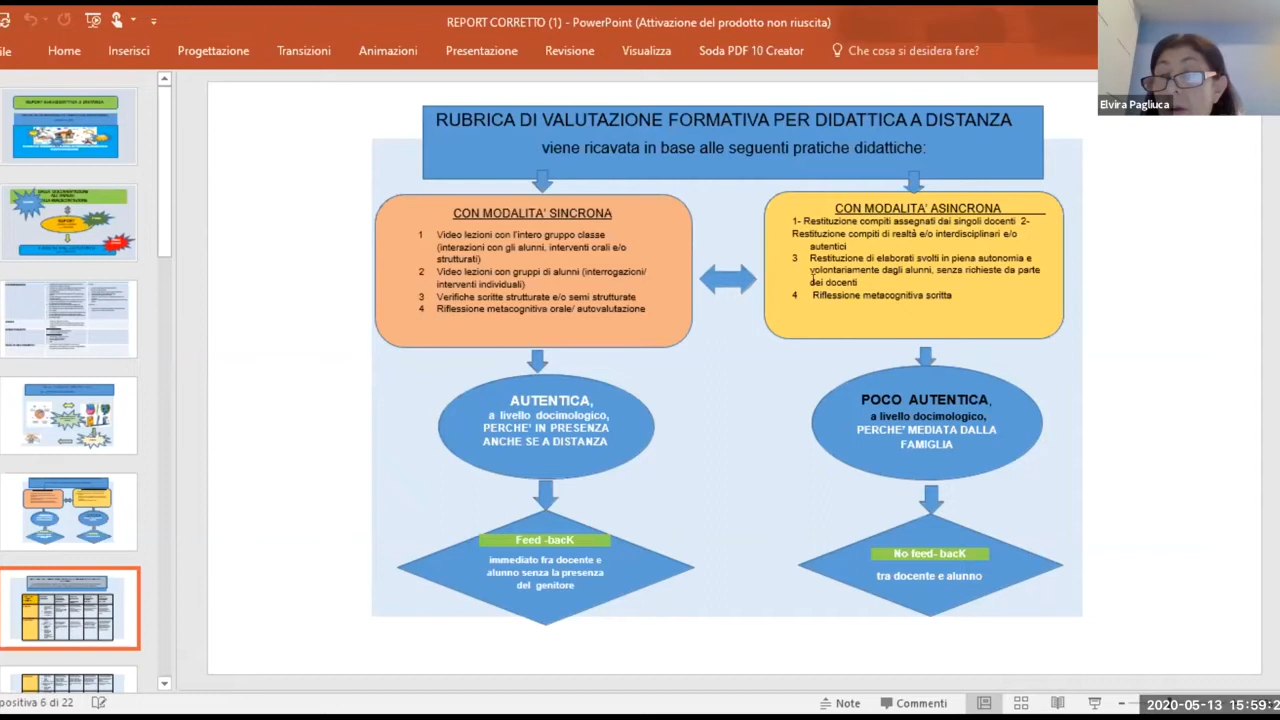 REPORT CORRETTO (1) - PowerPoint (Attivazione del prodotto non riuscita)
ile Home Inserisci Progettazione Transizioni Animazioni Presentazione Revisione Visualizza Soda PDF 10 Creator Che cosa si desidera fare?
Elvira Pagliuca
RUBRICA DI VALUTAZIONE FORMATIVA PER DIDATTICA A DISTANZA
viene ricavata in base alle seguenti pratiche didattiche:
CON MODALITA' SINCRONA
1 Video lezioni con l'intero gruppo classe
(interazioni con gli alunni, interventi orali e/o
strutturati)
2 Video lezioni con gruppi di alunni (interrogazioni/
interventi individuali)
3 Verifiche scritte strutturate e/o semi strutturate
4 Riflessione metacognitiva orale/ autovalutazione
CON MODALITA' ASINCRONA
1- Restituzione compiti assegnati dai singoli docenti 2-
Restituzione compiti di realtà e/o interdisciplinari e/o
autentici
3 Restituzione di elaborati svolti in piena autonomia e
volontariamente dagli alunni, senza richieste da parte
dei docenti
4 Riflessione metacognitiva scritta
AUTENTICA,
a livello docimologico,
PERCHE' IN PRESENZA
ANCHE SE A DISTANZA
POCO AUTENTICA,
a livello docimologico,
PERCHE' MEDIATA DALLA
FAMIGLIA
Feed -bacK
immediato fra docente e
alunno senza la presenza
del genitore
No feed- bacK
tra docente e alunno
positiva 6 di 22
Note Commenti
2020-05-13 15:59:2